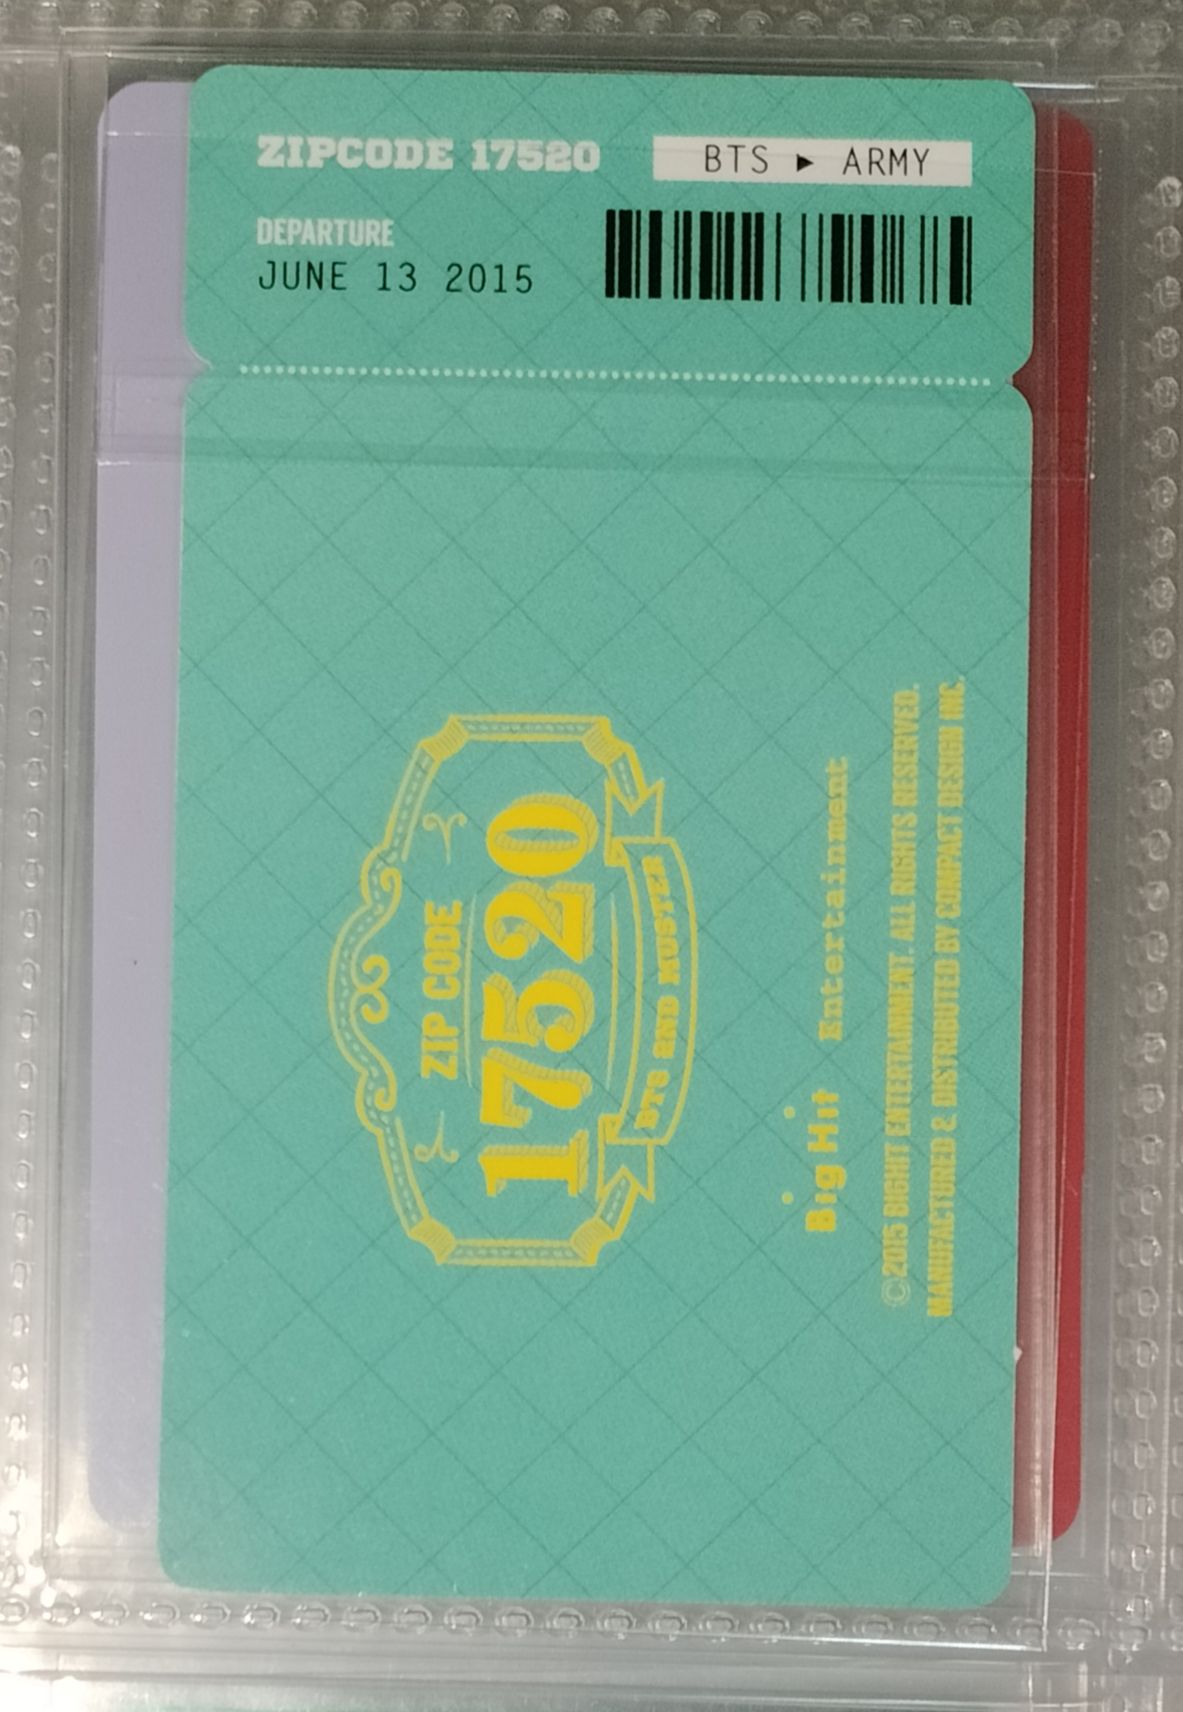 ZIPCODE 17520
BTS ▶ ARMY
DEPARTURE
JUNE 13 2015
ZIP CODE
17520
BTS 2ND MUSTER
Big Hit Entertainment
©2015 BIGHIT ENTERTAINMENT. ALL RIGHTS RESERVED.
MANUFACTURED & DISTRIBUTED BY COMPACT DESIGN INC.